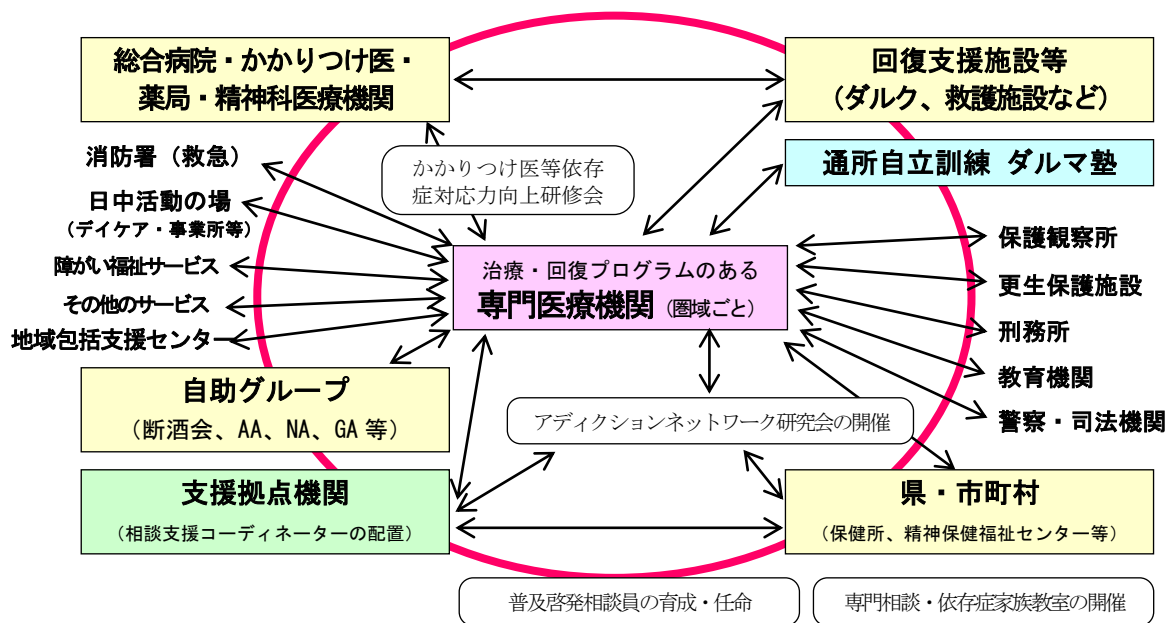 総合病院・かかりつけ医・
薬局・精神科医療機関
回復支援施設等
(ダルク、救護施設など)
通所自立訓練 ダルマ塾
かかりつけ医等依存
症対応力向上研修会
消防署(救急)
日中活動の場
(デイケア・事業所等)
障がい福祉サービス
その他のサービス
地域包括支援センター
治療・回復プログラムのある
専門医療機関(圏域ごと)
保護観察所
更生保護施設
刑務所
教育機関
警察・司法機関
自助グループ
(断酒会、AA、NA、GA 等)
アディクションネットワーク研究会の開催
支援拠点機関
(相談支援コーディネーターの配置)
県・市町村
(保健所、精神保健福祉センター等)
普及啓発相談員の育成・任命
専門相談・依存症家族教室の開催